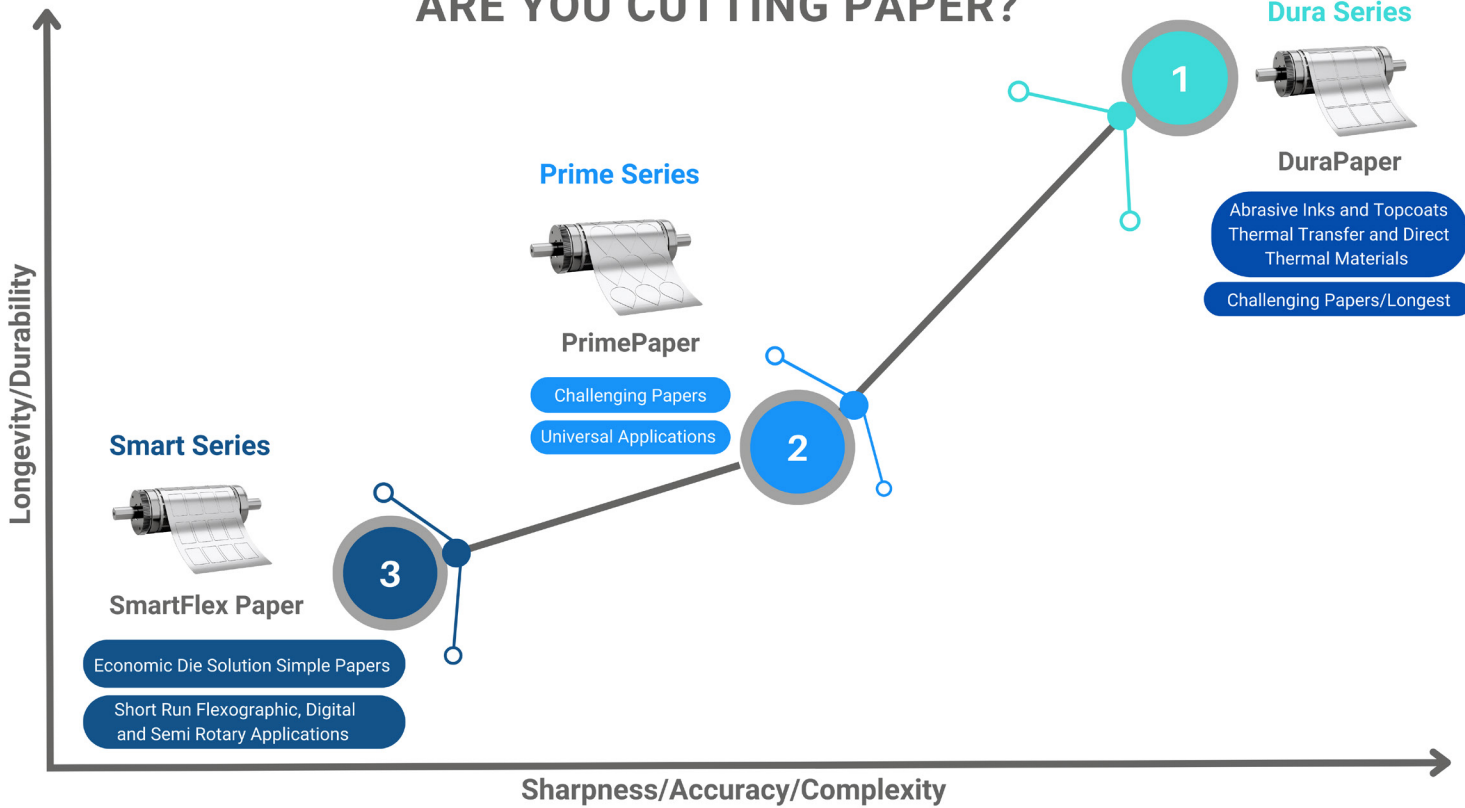 ARE YOU CUTTING PAPER?
Dura Series
1
DuraPaper
Abrasive Inks and Topcoats
Thermal Transfer and Direct
Thermal Materials
Challenging Papers/Longest
Prime Series
PrimePaper
Challenging Papers
Universal Applications
2
Smart Series
3
SmartFlex Paper
Economic Die Solution Simple Papers
Short Run Flexographic, Digital
and Semi Rotary Applications
Longevity/Durability
Sharpness/Accuracy/Complexity